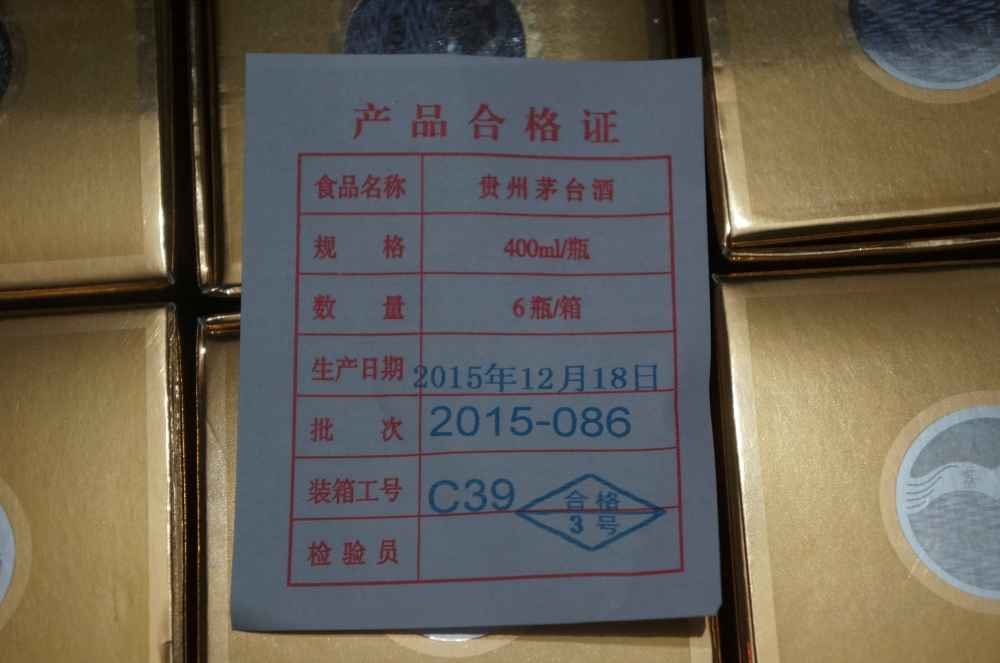 产品合格证
食品名称 贵州茅台酒
规 格 400ml/瓶
数 量 6瓶/箱
生产日期 2015年12月18日
批 次 2015-086
装箱工号 C39
检验员 合格
3号